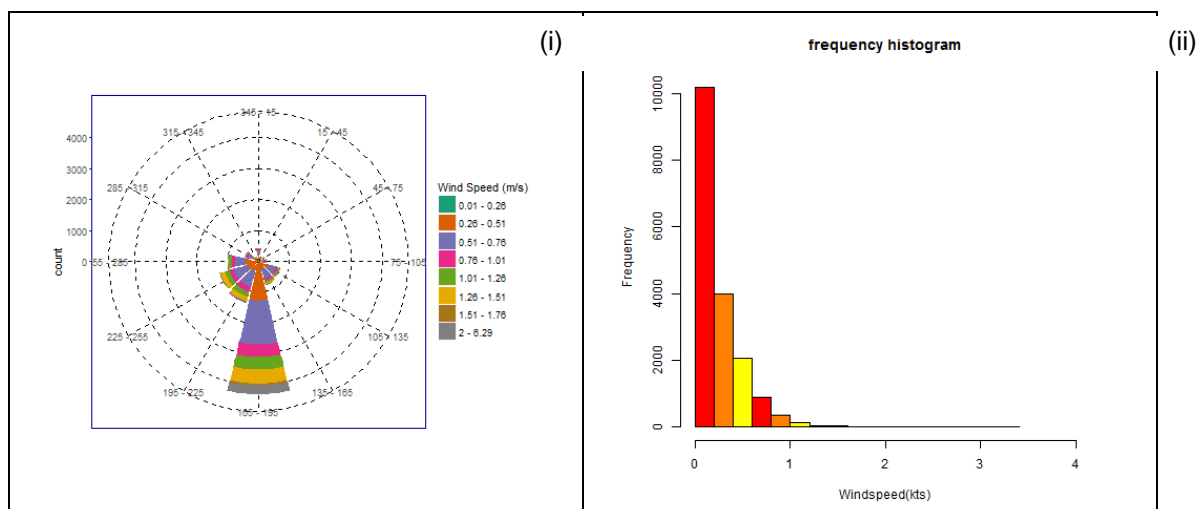 (i)
345 - 15
315 - 345
15 - 45
285 - 315
45 - 75
75 - 105
225 - 255
105 - 135
195 - 225
135 - 165
165 - 195
4000
3000
2000
1000
0
count
Wind Speed (m/s)
0.01 - 0.26
0.26 - 0.51
0.51 - 0.76
0.76 - 1.01
1.01 - 1.26
1.26 - 1.51
1.51 - 1.76
2 - 6.29
(ii)
frequency histogram
10000
8000
6000
4000
2000
0
Frequency
0 1 2 3 4
Windspeed(kts)